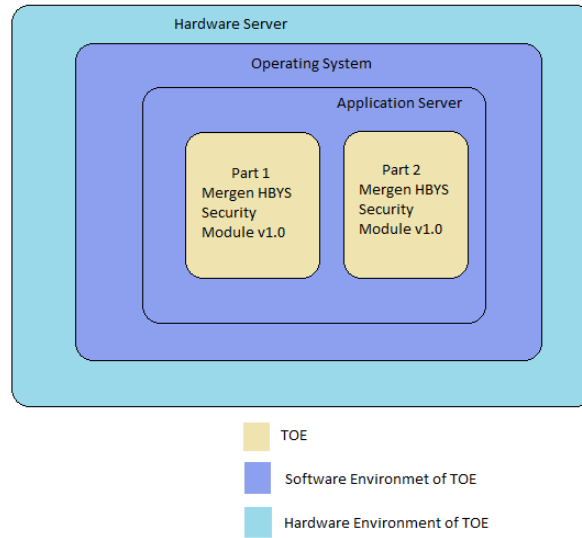 Hardware Server
Operating System
Application Server
Part 1
Mergen HBYS
Security
Module v1.0
Part 2
Mergen HBYS
Security
Module v1.0
TOE
Software Environmet of TOE
Hardware Environment of TOE